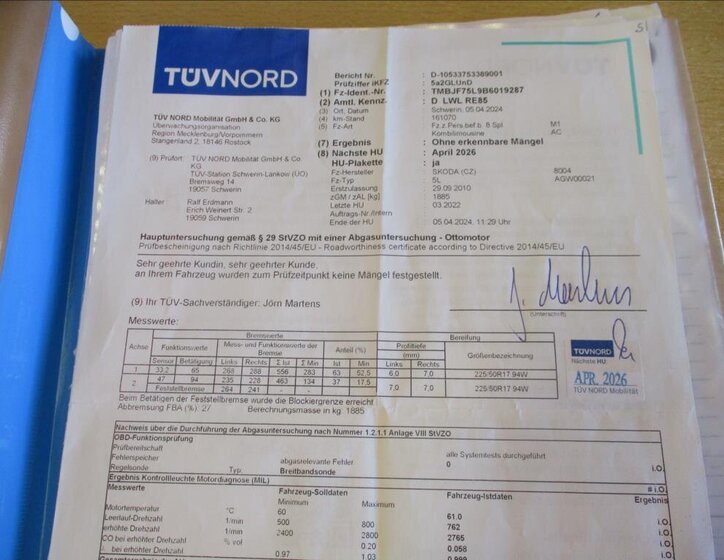 TÜVNORD
TÜV NORD Mobilität GmbH & Co. KG
Überwachungsorganisation
Region Mecklenburg/Vorpommern
Stangenland 2, 18146 Rostock
(9) Prüfort: TÜV NORD Mobilität GmbH & Co. KG
TÜV-Station Schwerin-Lankow (UO)
Bremsweg 14
19057 Schwerin
Halter Ralf Erdmann
Erich Weinert Str. 2
19059 Schwerin
Bericht Nr. : D-10533753389001
Prüfziffer iKFZ : 5a2GLUnD
(1) Fz-Ident.-Nr. : TMBJF75L9B6019287
(2) Amtl. Kennz. : D LWL RE85
(3) Ort, Datum : Schwerin, 05.04.2024
(4) km-Stand : 161070
(5) Fz-Art : Fz.z.Pers.bef.b. 8 Spl M1
Kombilimousine AC
(7) Ergebnis : Ohne erkennbare Mängel
(8) Nächste HU : April 2026
HU-Plakette : ja
Fz-Hersteller : SKODA (CZ) 8004
Fz-Typ : 5L AGW00021
Erstzulassung : 29.09.2010
zGM / zAL [kg] : 1885
Letzte HU : 03.2022
Auftrags-Nr./intern :
Ende der HU : 05.04.2024, 11:29 Uhr
Hauptuntersuchung gemäß § 29 StVZO mit einer Abgasuntersuchung - Ottomotor
Prüfbescheinigung nach Richtlinie 2014/45/EU - Roadworthiness certificate according to Directive 2014/45/EU
Sehr geehrte Kundin, sehr geehrter Kunde,
an Ihrem Fahrzeug wurden zum Prüfzeitpunkt keine Mängel festgestellt.
(9) Ihr TÜV-Sachverständiger: Jörn Martens
(Unterschrift)
Messwerte:
Bremswerte Bereifung
Achse Funktionswerte Mess- und Funktionswerte der Bremse Anteil (%) Profiltiefe (mm) Größenbezeichnung
Sensor Betätigung Links Rechts Σ Ist Σ Min Ist Min Links Rechts
1. 33,2 65 268 288 556 283 63 52,5 6,0 7,0 225/50R17 94W
2. 47 94 235 228 463 134 37 17,5 7,0 7,0 225/50R17 94W
Feststellbremse 264 241 - -
Beim Betätigen der Feststellbremse wurde die Blockiergrenze erreicht
Abbremsung FBA (%): 27 Berechnungsmasse in kg 1885
TÜVNORD
Nächste HU
APR. 2026
TÜV NORD Mobilität
Nachweis über die Durchführung der Abgasuntersuchung nach Nummer 1.2.1.1 Anlage VIII StVZO
OBD-Funktionsprüfung
Prüfbereitschaft alle Systemtests durchgeführt
Fehlerspeicher abgasrelevante Fehler 0 i.O.
Regelsonde Typ: Breitbandsonde
Ergebnis Kontrollleuchte Motordiagnose (MIL) i.O.
Messwerte Fahrzeug-Solldaten Fahrzeug-Istdaten Ergebnis
Minimum Maximum
Motortemperatur °C 60 61.0 i.O.
Leerlauf-Drehzahl 1/min 500 800 762 i.O.
erhöhte Drehzahl 1/min 2400 2800 2765 i.O.
CO bei erhöhter Drehzahl % vol 0.20 0.058 i.O.
bei erhöhter Drehzahl 0.97 1.03 0.999